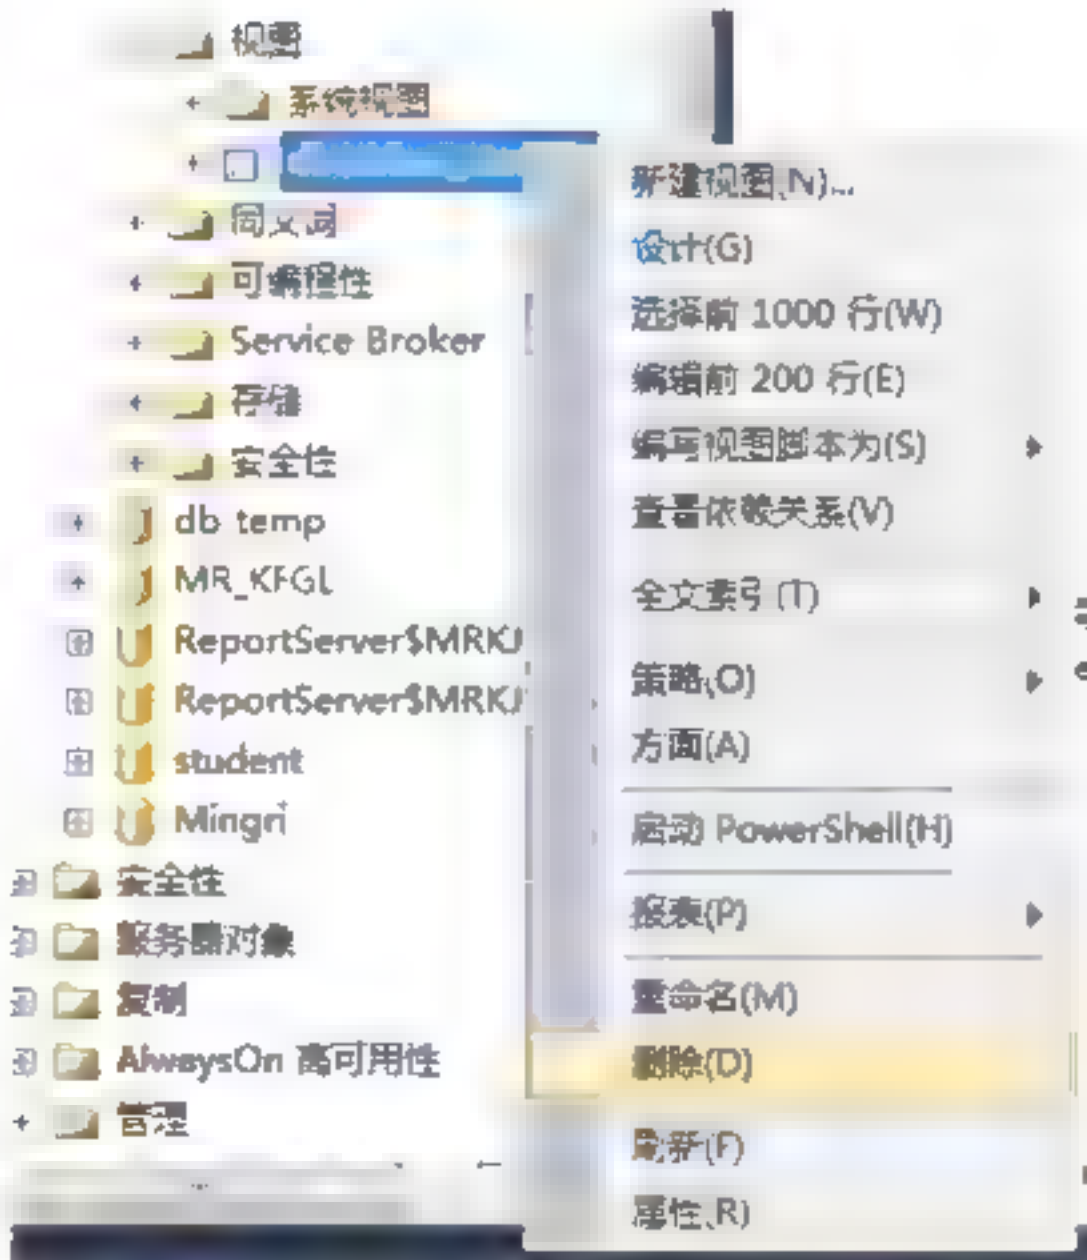 视图
系统视图
同义词
可编程性
Service Broker
存储
安全性
db temp
MR_KFGL
ReportServer$MRKJ
ReportServer$MRKJ
student
Mingri
安全性
服务器对象
复制
AlwaysOn 高可用性
管理
新建视图(N)...
设计(G)
选择前 1000 行(W)
编辑前 200 行(E)
编写视图脚本为(S)
查看依赖关系(V)
全文索引(T)
策略(O)
方面(A)
启动 PowerShell(H)
报表(P)
重命名(M)
删除(D)
刷新(F)
属性(R)